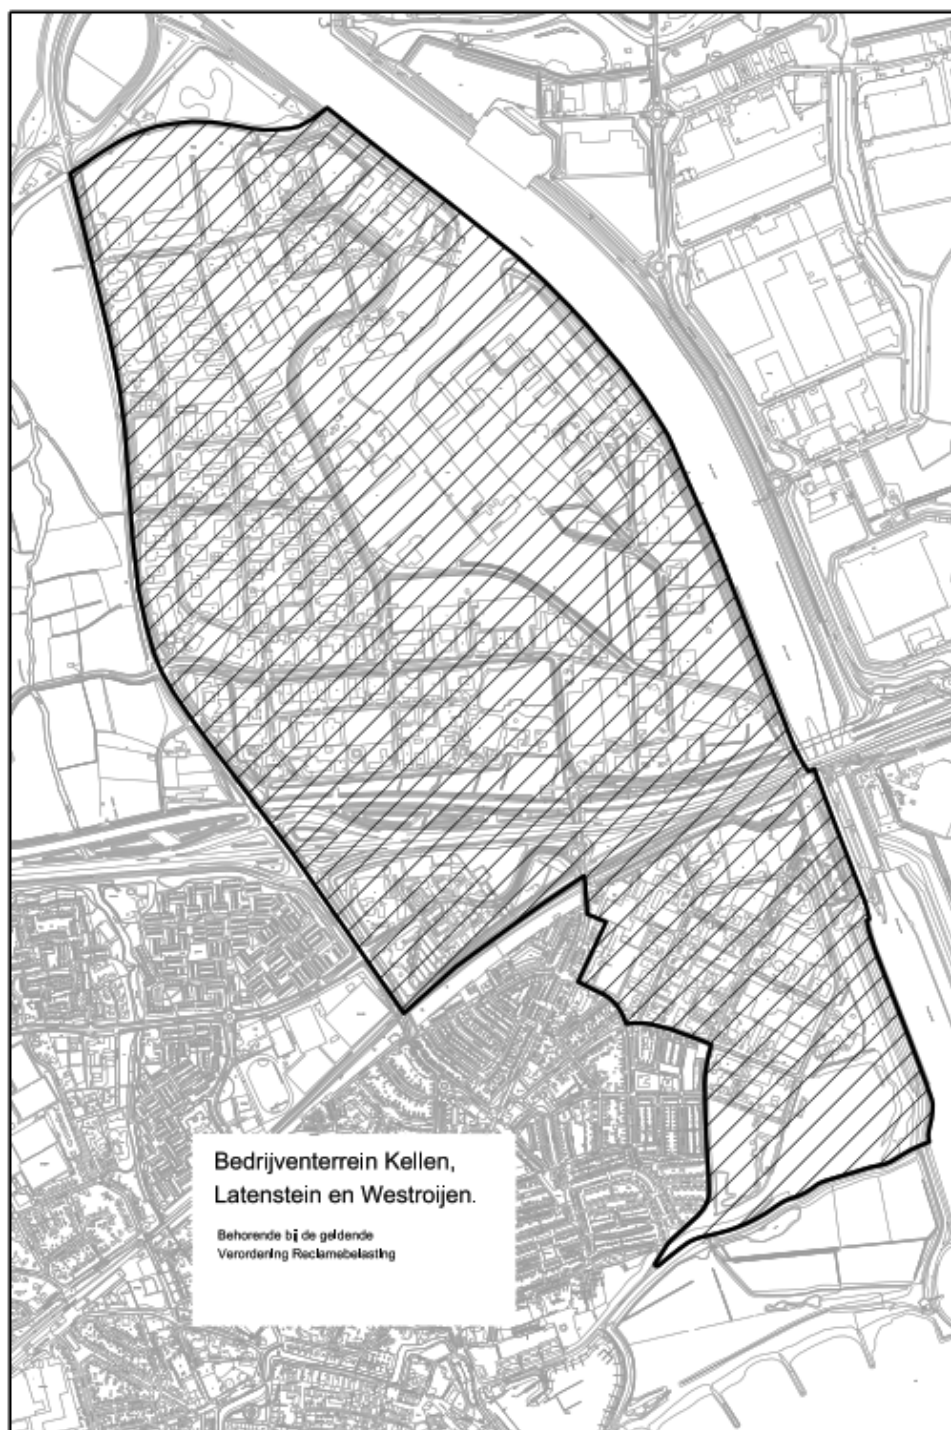 Bedrijventerrein Kellen,
Latenstein en Westroijen.
Behorende bij de geldende
Verordening Reclamebelasting